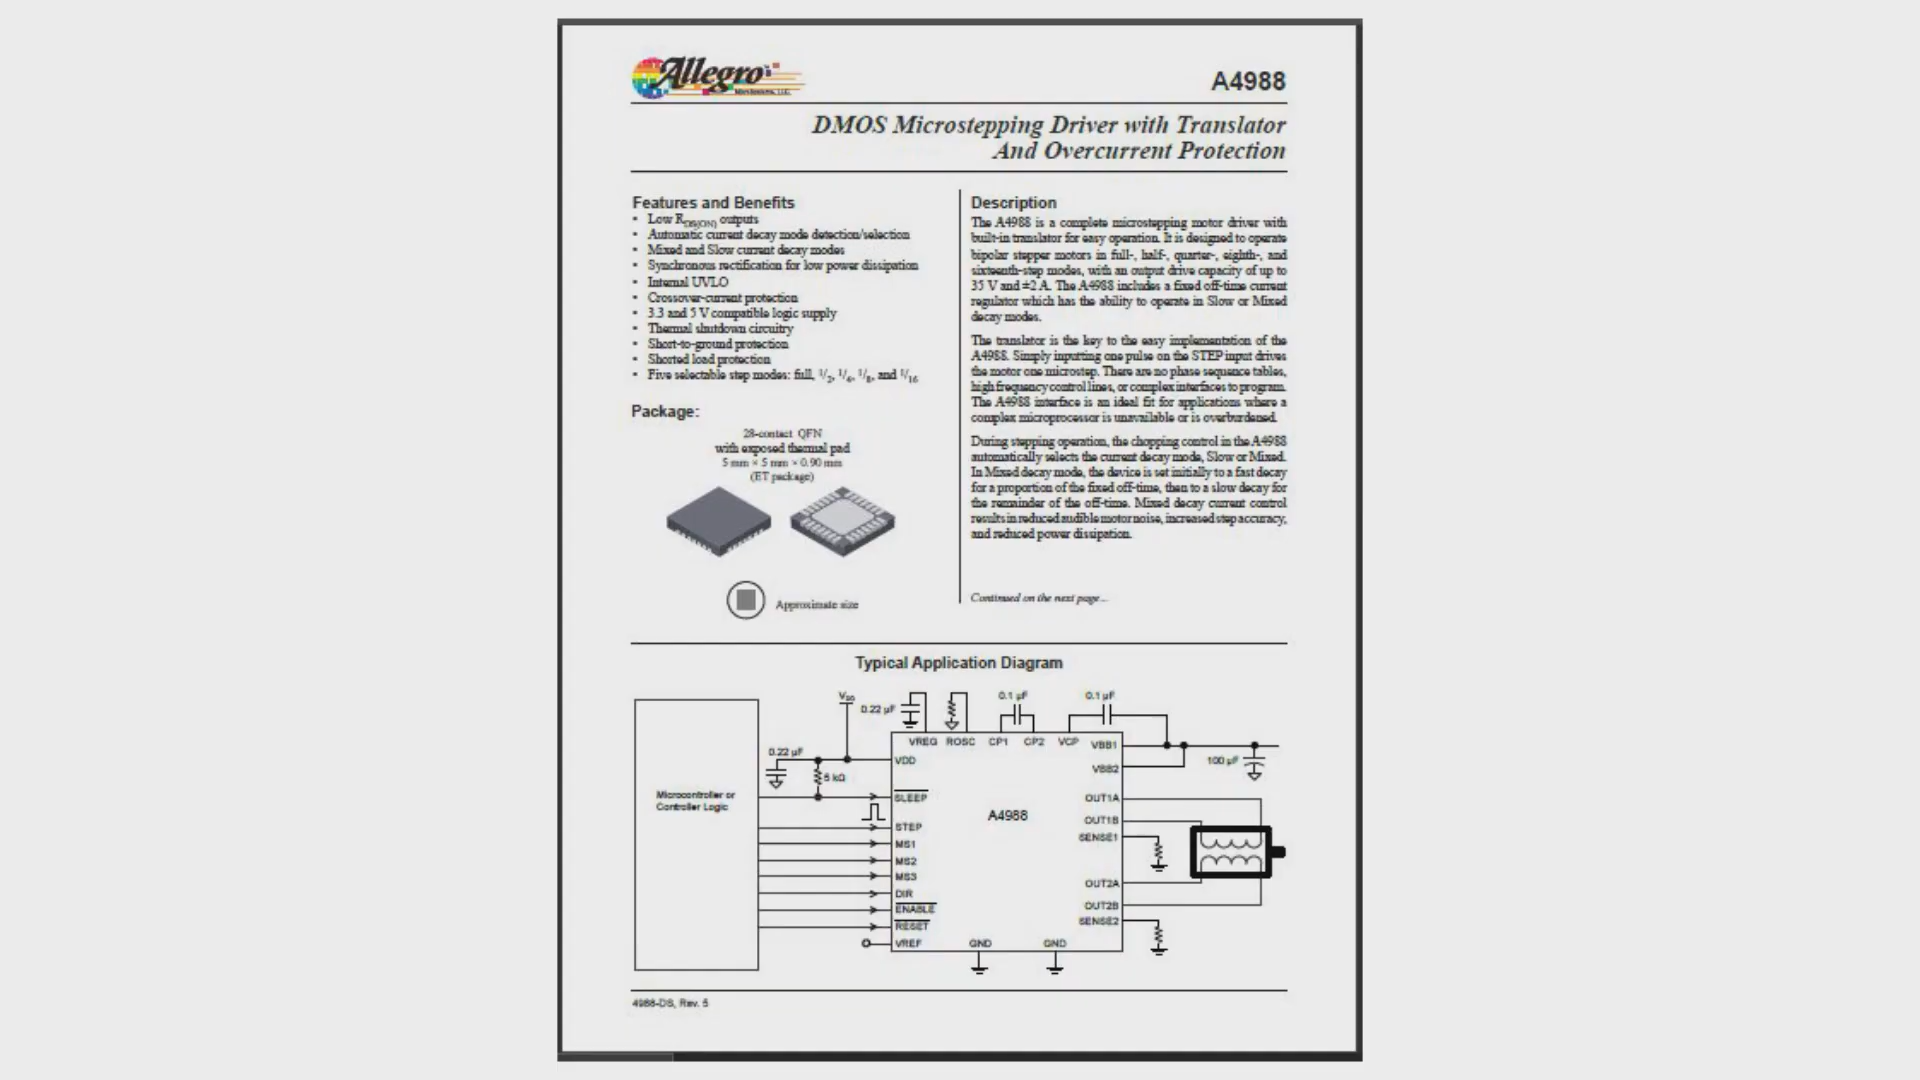 Allegro
MicroSystems, LLC
A4988
DMOS Microstepping Driver with Translator
And Overcurrent Protection
Features and Benefits
▪ Low RDS(ON) outputs
▪ Automatic current decay mode detection/selection
▪ Mixed and Slow current decay modes
▪ Synchronous rectification for low power dissipation
▪ Internal UVLO
▪ Crossover-current protection
▪ 3.3 and 5 V compatible logic supply
▪ Thermal shutdown circuitry
▪ Short-to-ground protection
▪ Shorted load protection
▪ Five selectable step modes: full, 1/2, 1/4, 1/8, and 1/16
Package:
28-contact QFN
with exposed thermal pad
5 mm × 5 mm × 0.90 mm
(ET package)
Approximate size
Description
The A4988 is a complete microstepping motor driver with
built-in translator for easy operation. It is designed to operate
bipolar stepper motors in full-, half-, quarter-, eighth-, and
sixteenth-step modes, with an output drive capacity of up to
35 V and ±2 A. The A4988 includes a fixed off-time current
regulator which has the ability to operate in Slow or Mixed
decay modes.
The translator is the key to the easy implementation of the
A4988. Simply inputting one pulse on the STEP input drives
the motor one microstep. There are no phase sequence tables,
high frequency control lines, or complex interfaces to program.
The A4988 interface is an ideal fit for applications where a
complex microprocessor is unavailable or is overburdened.
During stepping operation, the chopping control in the A4988
automatically selects the current decay mode, Slow or Mixed.
In Mixed decay mode, the device is set initially to a fast decay
for a proportion of the fixed off-time, then to a slow decay for
the remainder of the off-time. Mixed decay current control
results in reduced audible motor noise, increased step accuracy,
and reduced power dissipation.
Continued on the next page...
Typical Application Diagram
VDD
0.22 µF
0.1 µF
0.1 µF
VREG ROSC CP1 CP2 VCP
VBB1
0.22 µF
VDD
100 µF
VBB2
5 kΩ
Microcontroller or
Controller Logic
SLEEP
OUT1A
A4988
OUT1B
STEP
SENSE1
MS1
MS2
MS3
OUT2A
DIR
OUT2B
ENABLE
SENSE2
RESET
VREF
GND
GND
4988-DS, Rev. 5